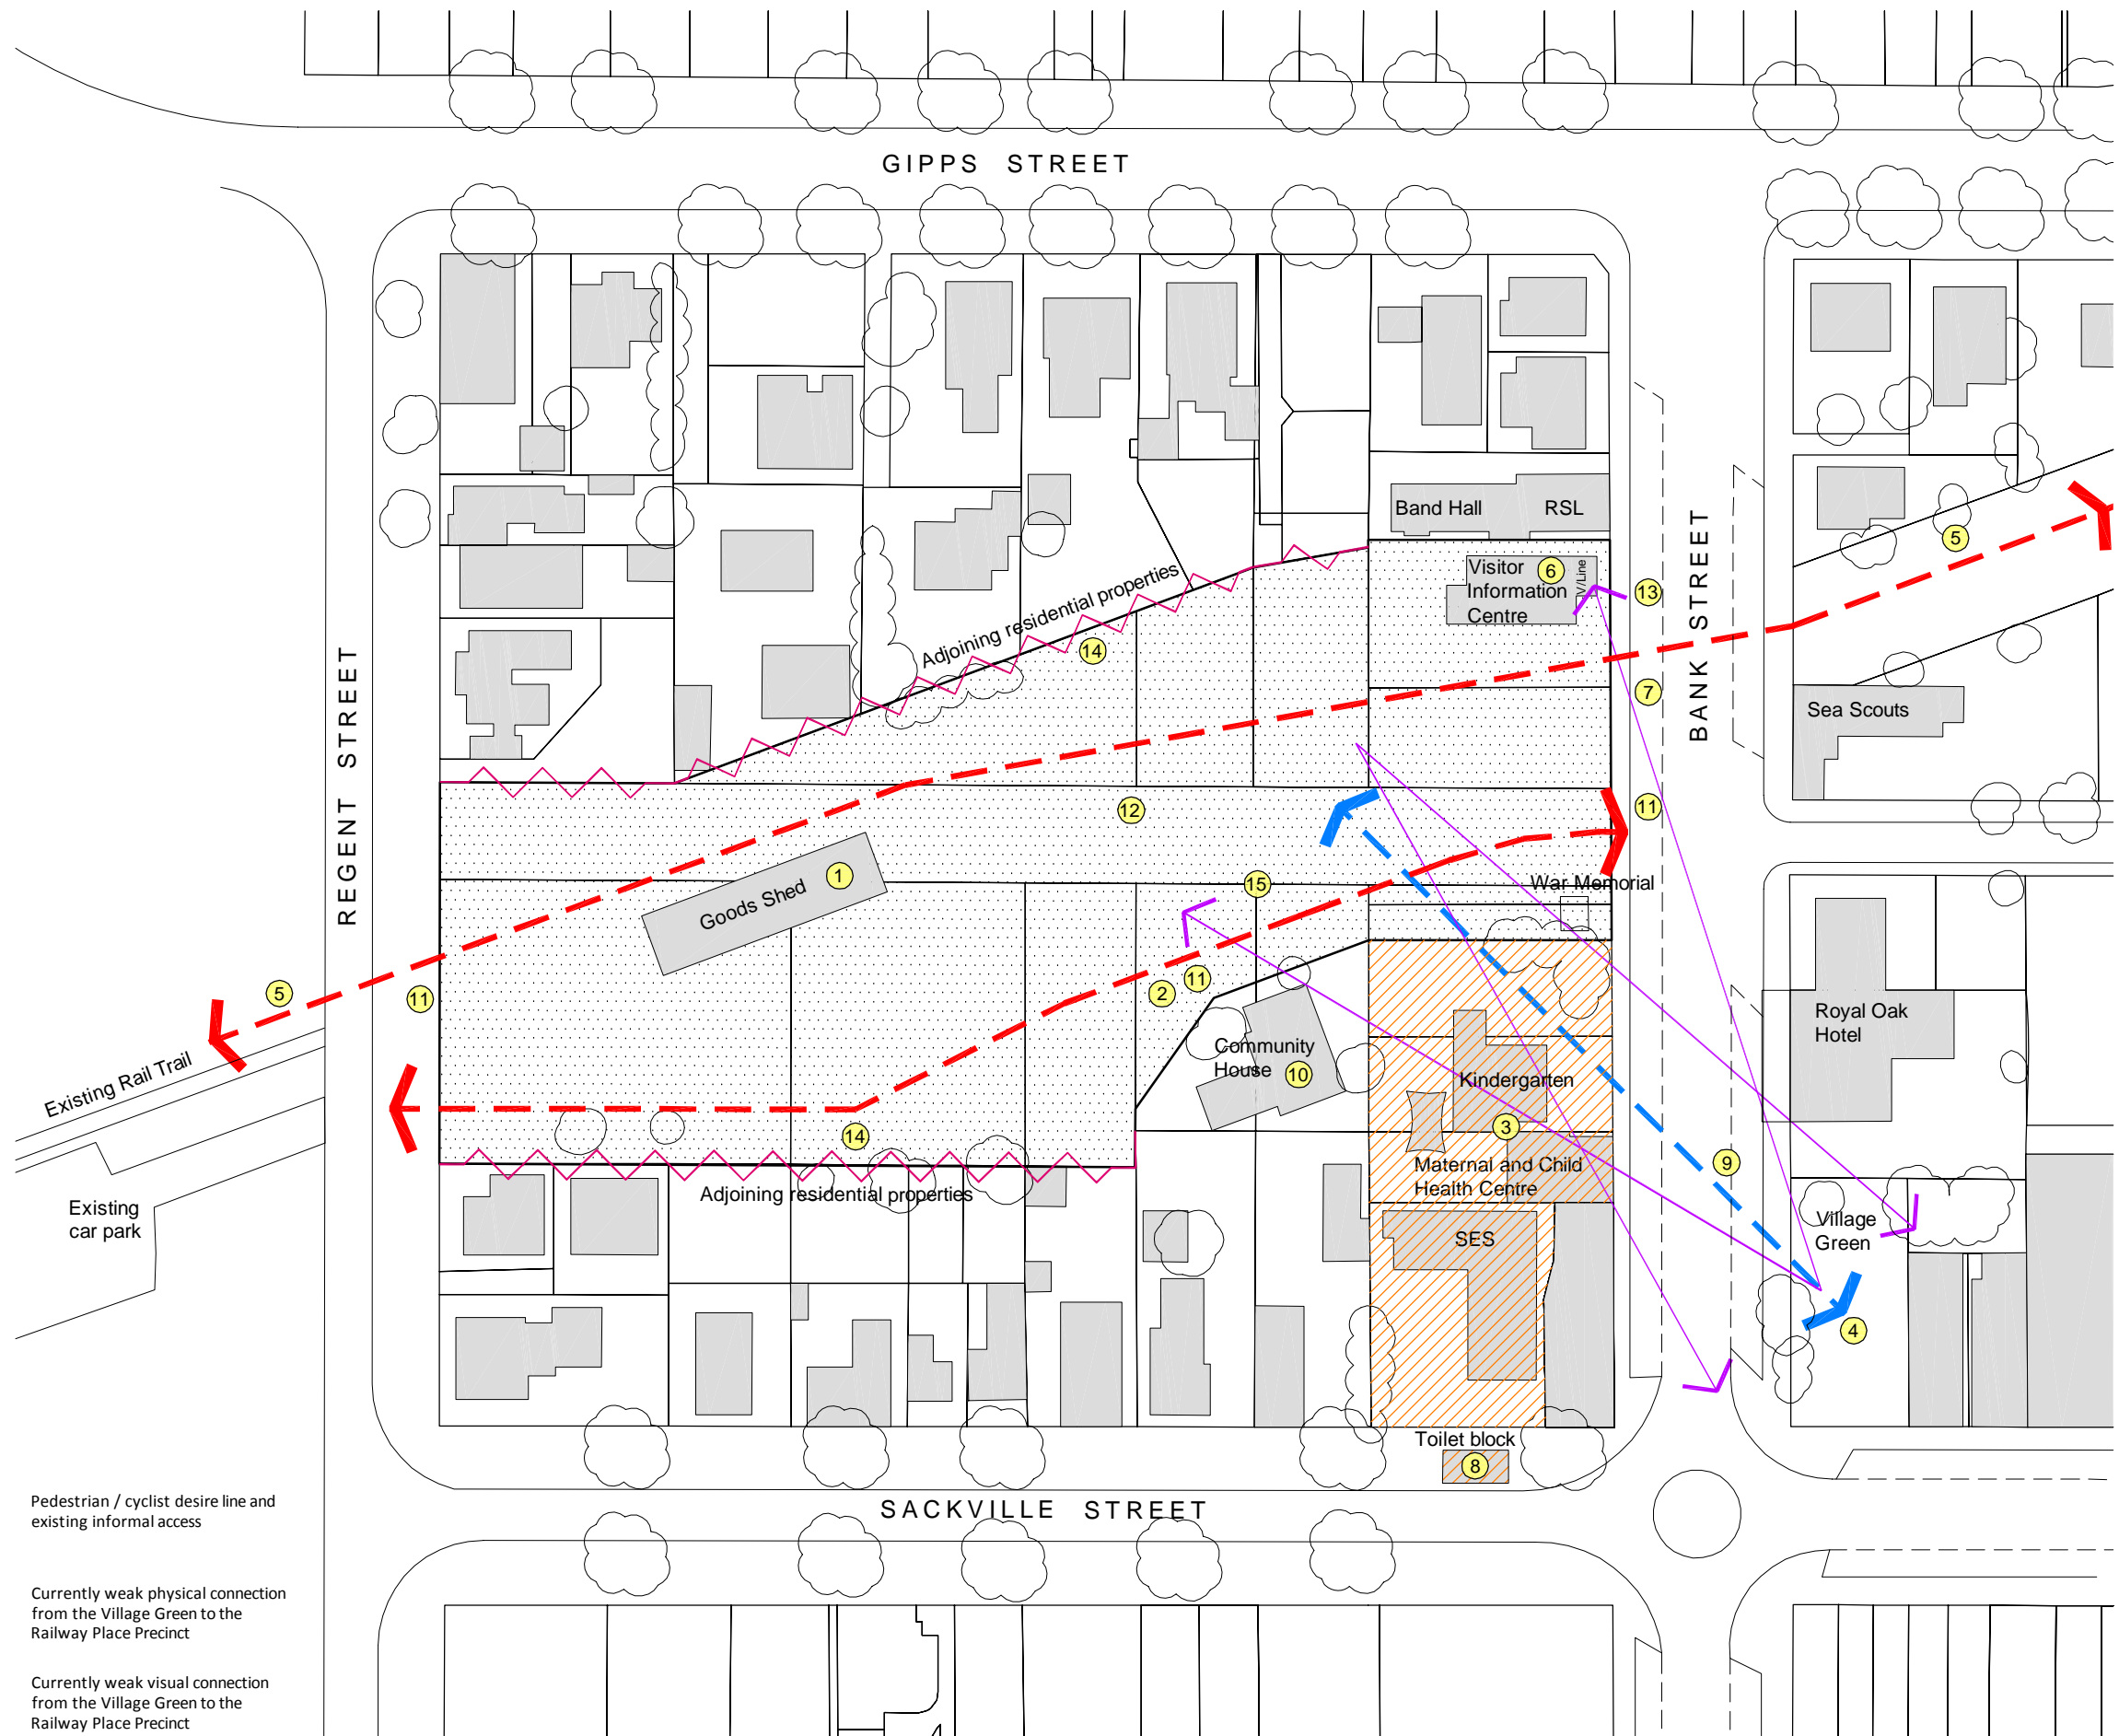 GIPPS STREET
Band Hall
RSL
5
Visitor
Information
Centre
6
V/Line
13
Adjoining residential properties
14
BANK STREET
7
Sea Scouts
REGENT STREET
12
11
1
Goods Shed
15
War Memorial
5
11
2
11
Royal Oak
Hotel
Community
House
10
Kindergarten
Existing Rail Trail
14
3
Maternal and Child
Health Centre
9
Adjoining residential properties
Existing
car park
Village
Green
SES
4
Toilet block
8
SACKVILLE STREET
Pedestrian / cyclist desire line and
existing informal access
Currently weak physical connection
from the Village Green to the
Railway Place Precinct
Currently weak visual connection
from the Village Green to the
Railway Place Precinct